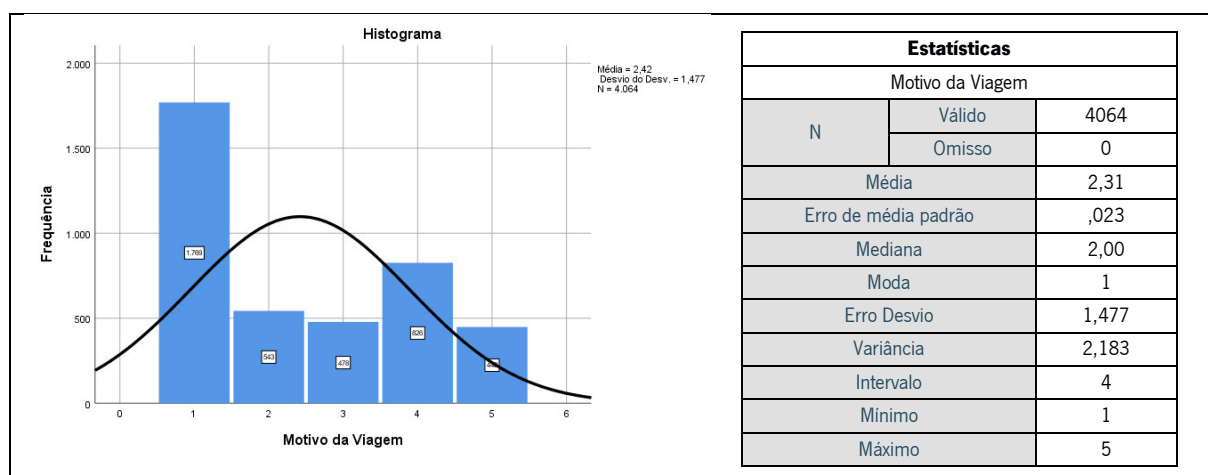 Histograma
Média = 2,42
Desvio do Desv. = 1,477
N = 4.064
Frequência
2.000
1.500
1.000
500
0
1.769
543
478
826
0 1 2 3 4 5 6
Motivo da Viagem
Estatísticas
Motivo da Viagem
N Válido 4064
Omisso 0
Média 2,31
Erro de média padrão ,023
Mediana 2,00
Moda 1
Erro Desvio 1,477
Variância 2,183
Intervalo 4
Mínimo 1
Máximo 5